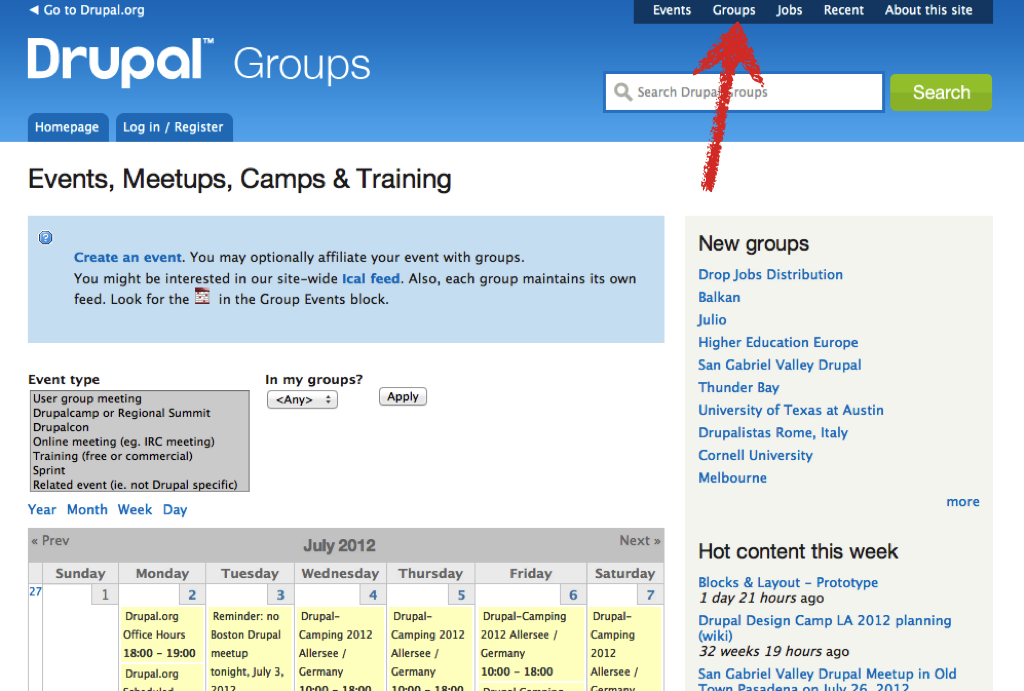 ◄ Go to Drupal.org
Events Groups Jobs Recent About this site
Drupal™ Groups
Search Drupal Groups
Search
Homepage Log in / Register
Events, Meetups, Camps & Training
Create an event. You may optionally affiliate your event with groups.
You might be interested in our site-wide Ical feed. Also, each group maintains its own
feed. Look for the in the Group Events block.
Event type
User group meeting
Drupalcamp or Regional Summit
Drupalcon
Online meeting (eg. IRC meeting)
Training (free or commercial)
Sprint
Related event (ie. not Drupal specific)
In my groups?
<Any>
Apply
Year Month Week Day
« Prev
July 2012
Next »
Sunday Monday Tuesday Wednesday Thursday Friday Saturday
27 1 2 3 4 5 6 7
Drupal.org
Office Hours
18:00 – 19:00
Drupal.org
Scheduled
Reminder: no
Boston Drupal
meetup
tonight, July 3,
2012
Drupal-
Camping 2012
Allersee /
Germany
10:00 – 18:00
Drupal-
Camping 2012
Allersee /
Germany
10:00 – 18:00
Drupal-Camping
2012 Allersee /
Germany
10:00 – 18:00
Drupal-Camping
Drupal-
Camping
2012
Allersee /
Germany
New groups
Drop Jobs Distribution
Balkan
Julio
Higher Education Europe
San Gabriel Valley Drupal
Thunder Bay
University of Texas at Austin
Drupalistas Rome, Italy
Cornell University
Melbourne
more
Hot content this week
Blocks & Layout – Prototype
1 day 21 hours ago
Drupal Design Camp LA 2012 planning
(wiki)
32 weeks 19 hours ago
San Gabriel Valley Drupal Meetup in Old
Town Pasadena on July 26, 2012